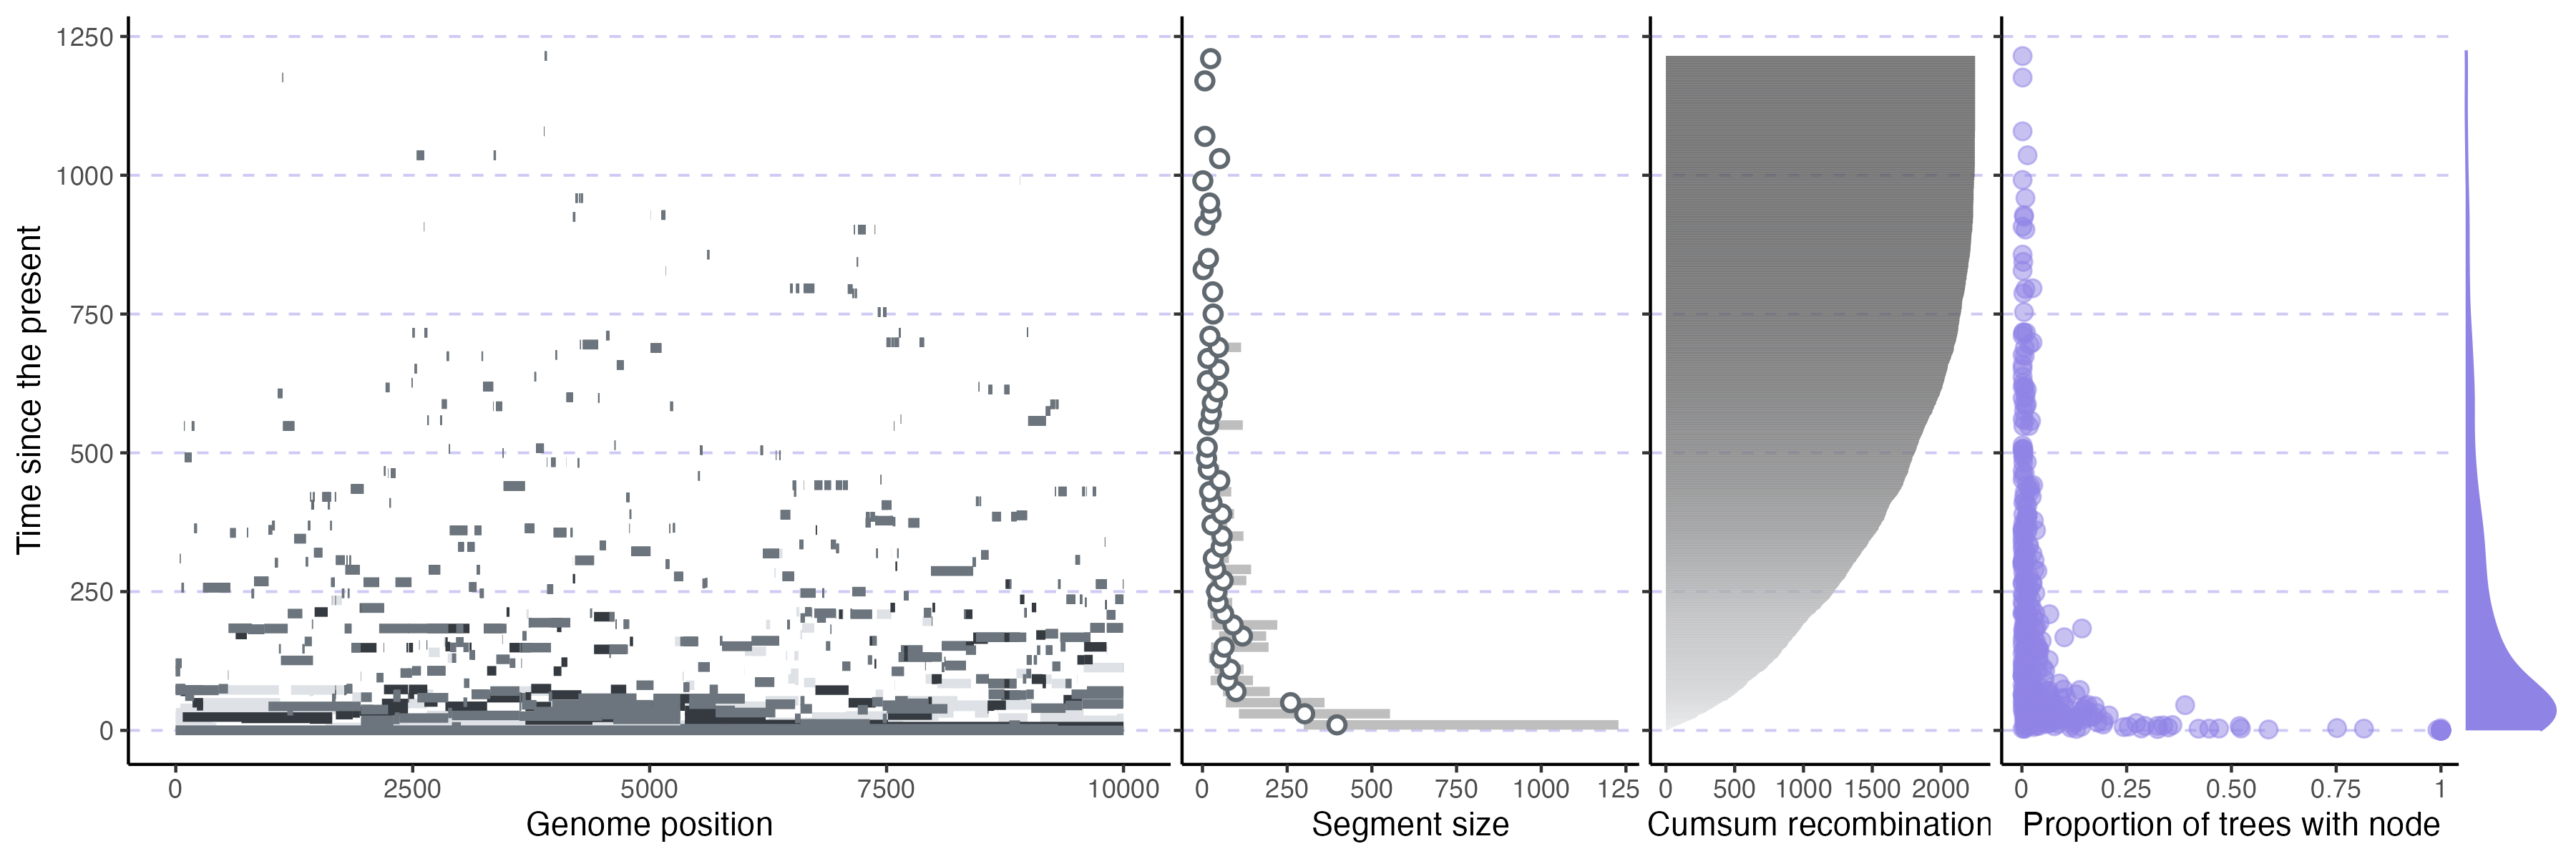 Time since the present
1250
1000
750
500
250
0
0 2500 5000 7500 10000
Genome position
0 250 500 750 1000 125
Segment size
0 500 1000 1500 2000
Cumsum recombination
0 0.25 0.50 0.75 1
Proportion of trees with node